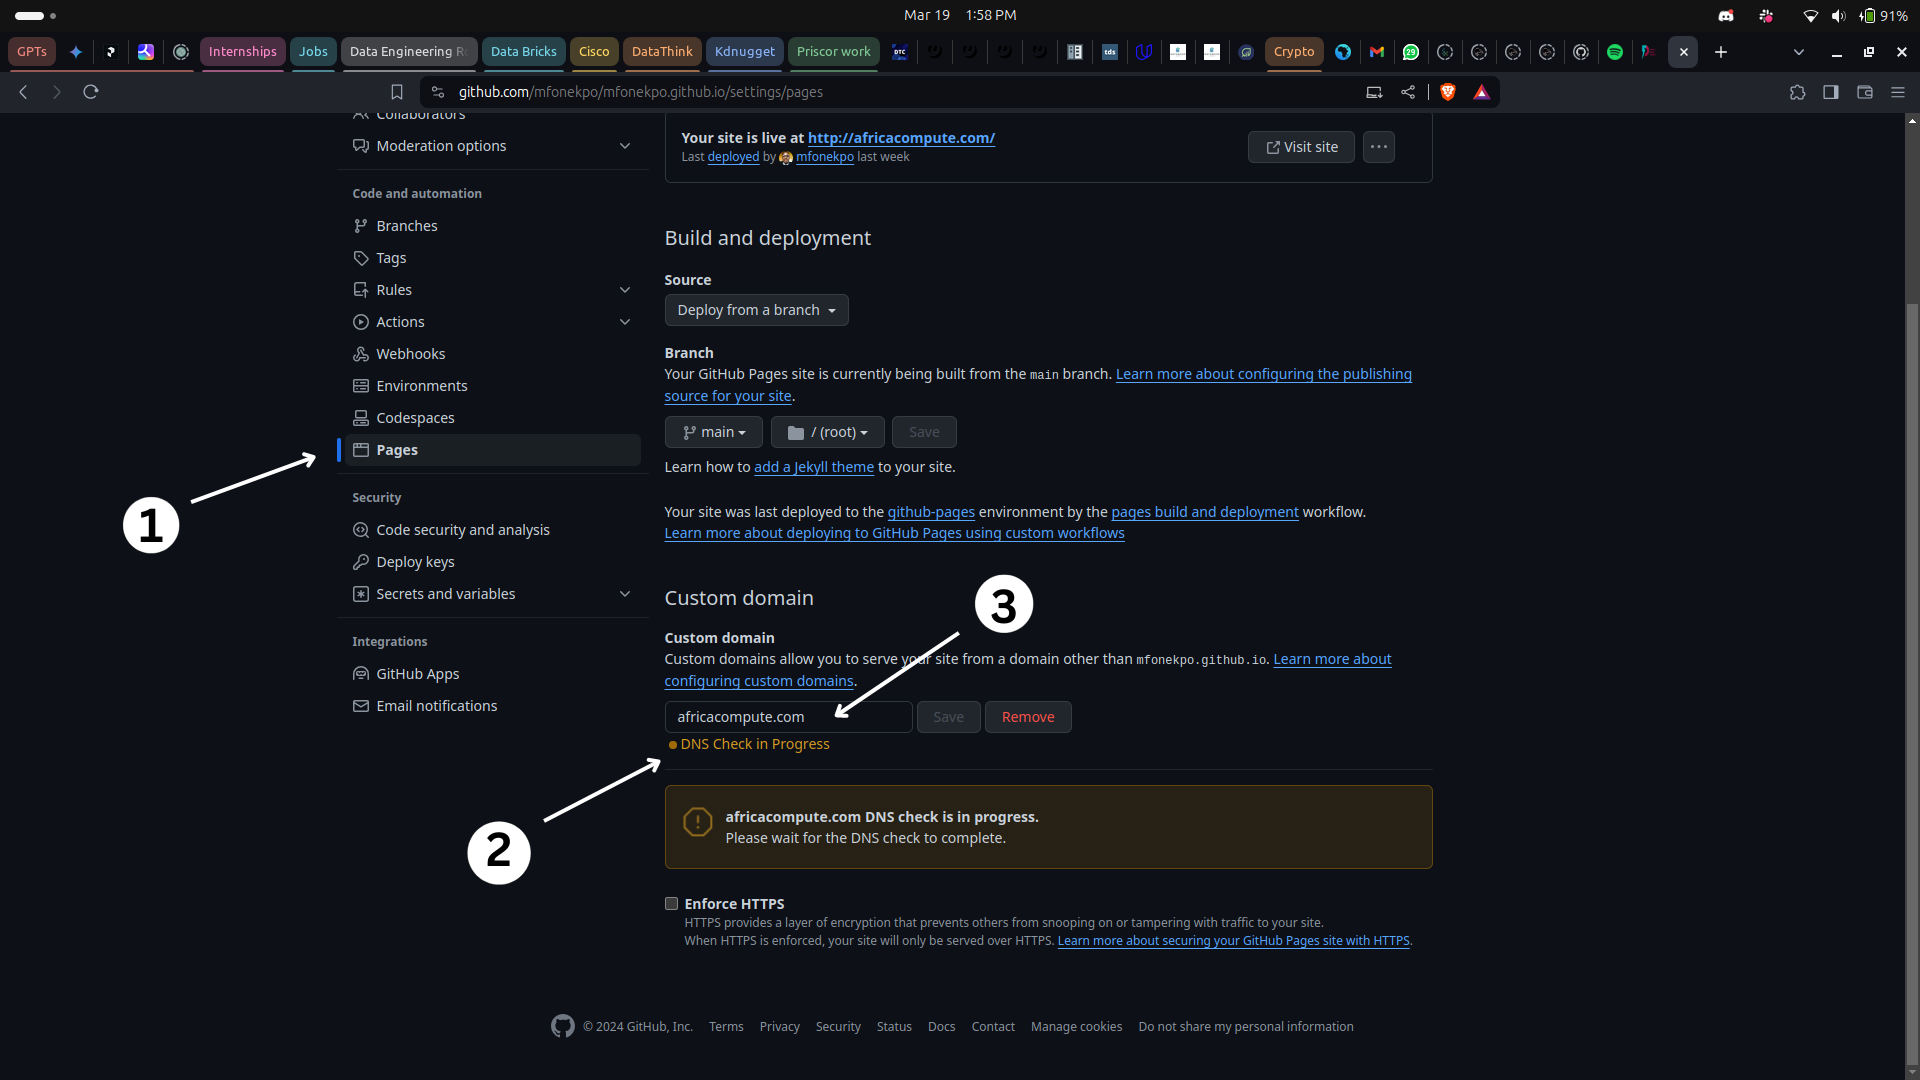 Mar 19 1:58 PM
91%
GPTs
Internships
Jobs
Data Engineering
Data Bricks
Cisco
DataThink
Kdnugget
Priscor work
DTC
tds
Crypto
29
github.com/mfonekpo/mfonekpo.github.io/settings/pages
Collaborators
Moderation options
Code and automation
Branches
Tags
Rules
Actions
Webhooks
Environments
Codespaces
Pages
Security
Code security and analysis
Deploy keys
Secrets and variables
Integrations
GitHub Apps
Email notifications
1
Your site is live at http://africacompute.com/
Last deployed by mfonekpo last week
Visit site
Build and deployment
Source
Deploy from a branch
Branch
Your GitHub Pages site is currently being built from the main branch. Learn more about configuring the publishing
source for your site.
main
/ (root)
Save
Learn how to add a Jekyll theme to your site.
Your site was last deployed to the github-pages environment by the pages build and deployment workflow.
Learn more about deploying to GitHub Pages using custom workflows
Custom domain
3
Custom domain
Custom domains allow you to serve your site from a domain other than mfonekpo.github.io. Learn more about
configuring custom domains.
africacompute.com
Save
Remove
DNS Check in Progress
2
africacompute.com DNS check is in progress.
Please wait for the DNS check to complete.
Enforce HTTPS
HTTPS provides a layer of encryption that prevents others from snooping on or tampering with traffic to your site.
When HTTPS is enforced, your site will only be served over HTTPS. Learn more about securing your GitHub Pages site with HTTPS.
© 2024 GitHub, Inc. Terms Privacy Security Status Docs Contact Manage cookies Do not share my personal information